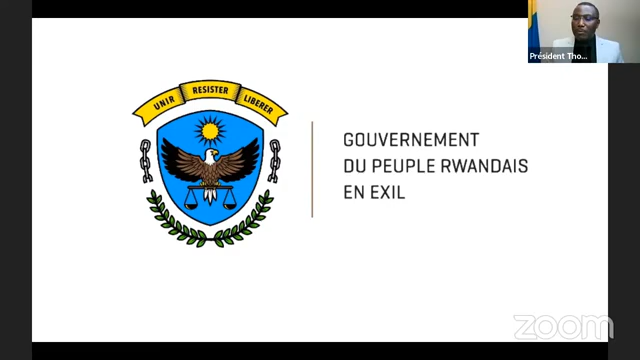 Président Tho...
UNIR RESISTER LIBERER
GOUVERNEMENT
DU PEUPLE RWANDAIS
EN EXIL
zoom